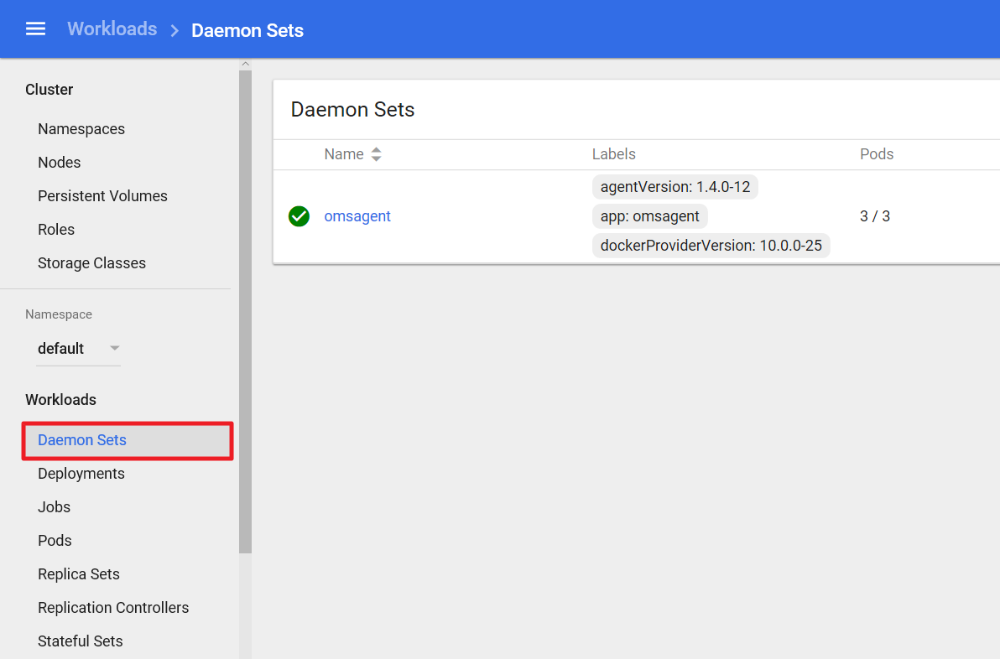 Workloads > Daemon Sets
Cluster
Namespaces
Nodes
Persistent Volumes
Roles
Storage Classes
Namespace
default
Workloads
Daemon Sets
Deployments
Jobs
Pods
Replica Sets
Replication Controllers
Stateful Sets
Daemon Sets
Name Labels Pods
agentVersion: 1.4.0-12
omsagent app: omsagent 3 / 3
dockerProviderVersion: 10.0.0-25